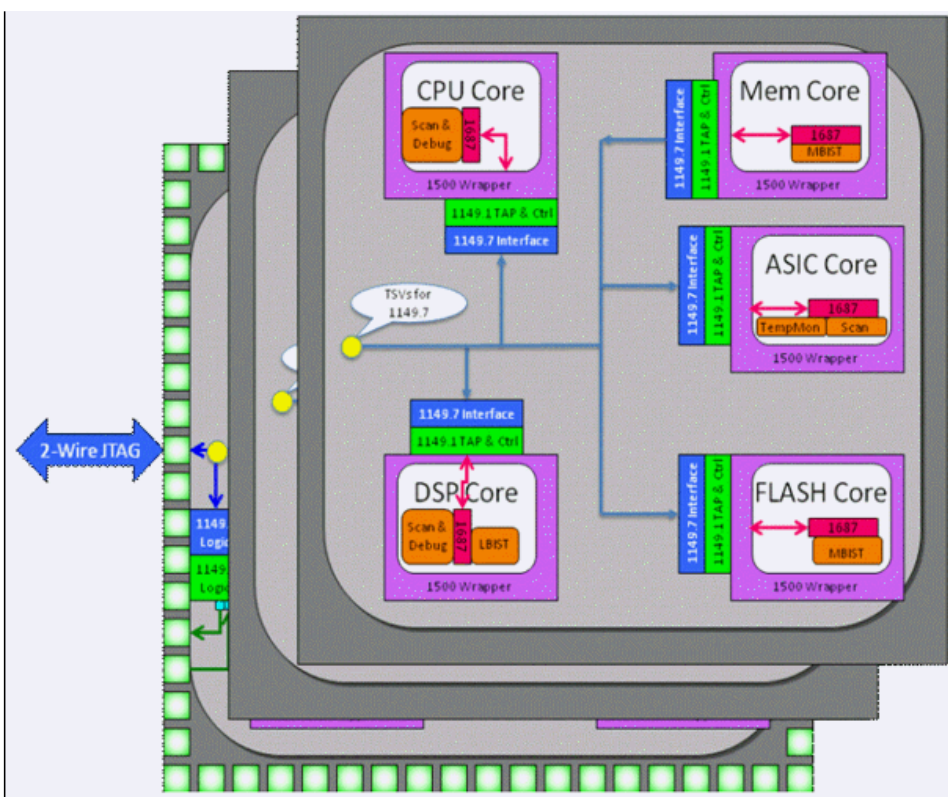 CPU Core
Scan &
Debug
1687
1500 Wrapper
1149.1 TAP & Ctrl
1149.7 Interface
1149.7 Interface
1149.1 TAP & Ctrl
Mem Core
1687
MBIST
1500 Wrapper
TSVs for
1149.7
1149.7 Interface
1149.1 TAP & Ctrl
ASIC Core
1687
TempMon
Scan
1500 Wrapper
2-Wire JTAG
1149.7 Interface
1149.1 TAP & Ctrl
DSP Core
Scan &
Debug
1687
LBIST
1500 Wrapper
1149.7 Interface
1149.1 TAP & Ctrl
FLASH Core
1687
MBIST
1500 Wrapper
1149.
Logic
1149.
Logic